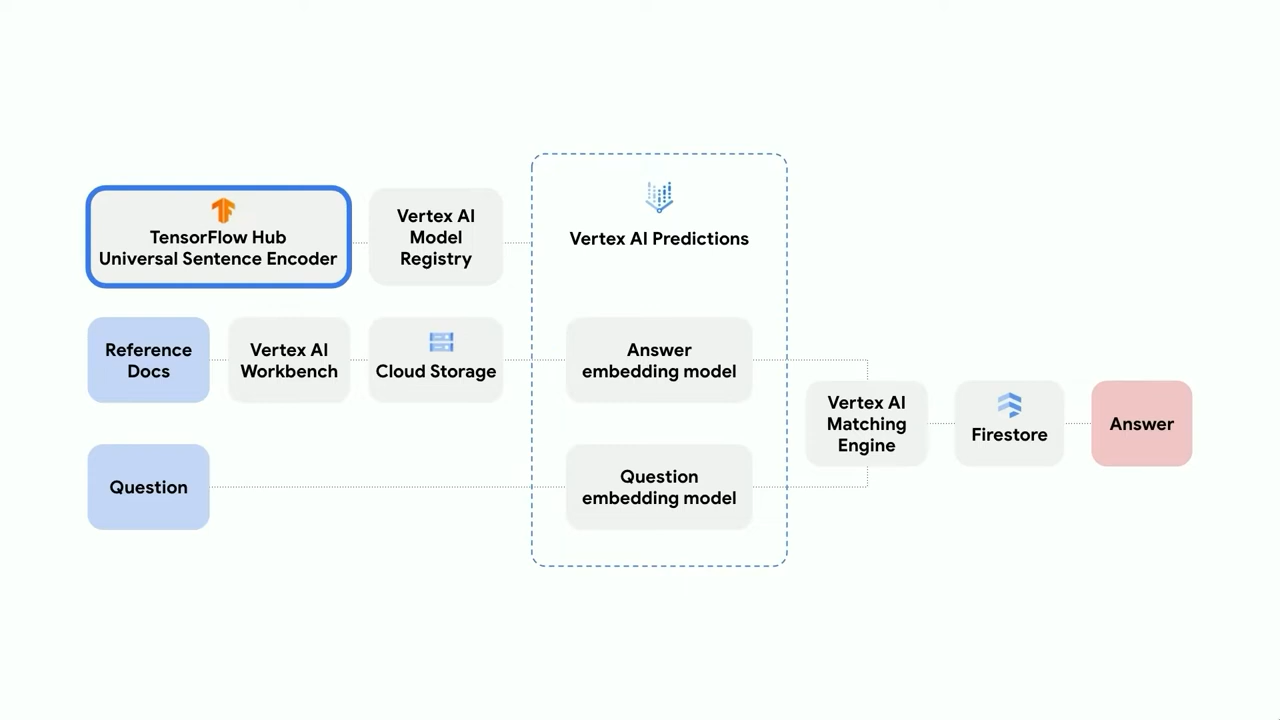 TensorFlow Hub
Universal Sentence Encoder
Vertex AI
Model
Registry
Vertex AI Predictions
Reference
Docs
Vertex AI
Workbench
Cloud Storage
Answer
embedding model
Vertex AI
Matching
Engine
Firestore
Answer
Question
Question
embedding model